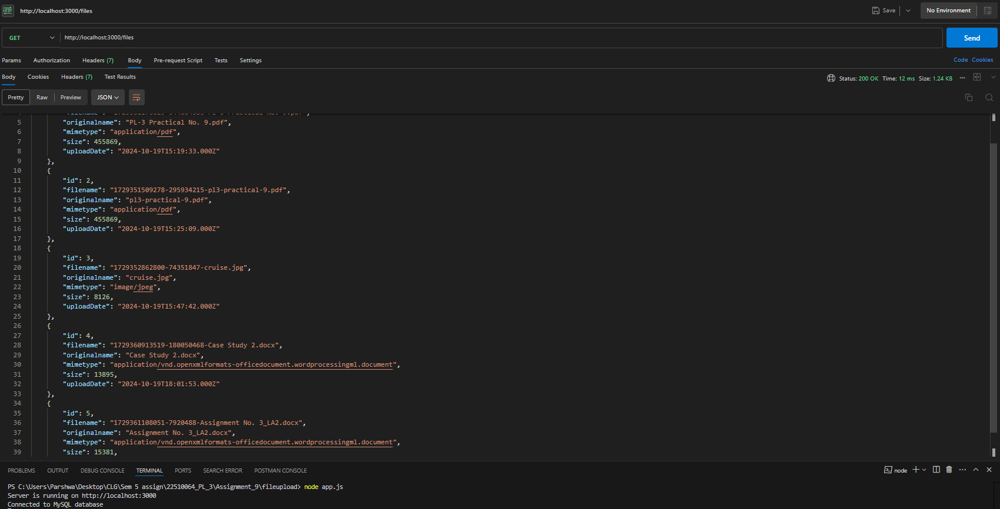 HTTP http://localhost:3000/files Save No Environment
GET http://localhost:3000/files Send
Params Authorization Headers (7) Body Pre-request Script Tests Settings Code Cookies
Body Cookies Headers (7) Test Results Status: 200 OK Time: 12 ms Size: 1.24 KB
Pretty Raw Preview JSON
5 "originalname": "PL-3 Practical No. 9.pdf",
6 "mimetype": "application/pdf",
7 "size": 455869,
8 "uploadDate": "2024-10-19T15:19:33.000Z"
9 },
10 {
11 "id": 2,
12 "filename": "1729351509278-295934215-pl3-practical-9.pdf",
13 "originalname": "pl3-practical-9.pdf",
14 "mimetype": "application/pdf",
15 "size": 455869,
16 "uploadDate": "2024-10-19T15:25:09.000Z"
17 },
18 {
19 "id": 3,
20 "filename": "1729352862800-74351847-cruise.jpg",
21 "originalname": "cruise.jpg",
22 "mimetype": "image/jpeg",
23 "size": 8126,
24 "uploadDate": "2024-10-19T15:47:42.000Z"
25 },
26 {
27 "id": 4,
28 "filename": "1729360913519-180050468-Case Study 2.docx",
29 "originalname": "Case Study 2.docx",
30 "mimetype": "application/vnd.openxmlformats-officedocument.wordprocessingml.document",
31 "size": 13895,
32 "uploadDate": "2024-10-19T18:01:53.000Z"
33 },
34 {
35 "id": 5,
36 "filename": "1729361108051-7920488-Assignment No. 3_LA2.docx",
37 "originalname": "Assignment No. 3_LA2.docx",
38 "mimetype": "application/vnd.openxmlformats-officedocument.wordprocessingml.document",
39 "size": 15381,
PROBLEMS OUTPUT DEBUG CONSOLE TERMINAL PORTS SEARCH ERROR POSTMAN CONSOLE node
PS C:\Users\Parshwa\Desktop\CLG\Sem 5 assign\22510064_PL_3\Assignment_9\fileupload> node app.js
Server is running on http://localhost:3000
Connected to MySQL database